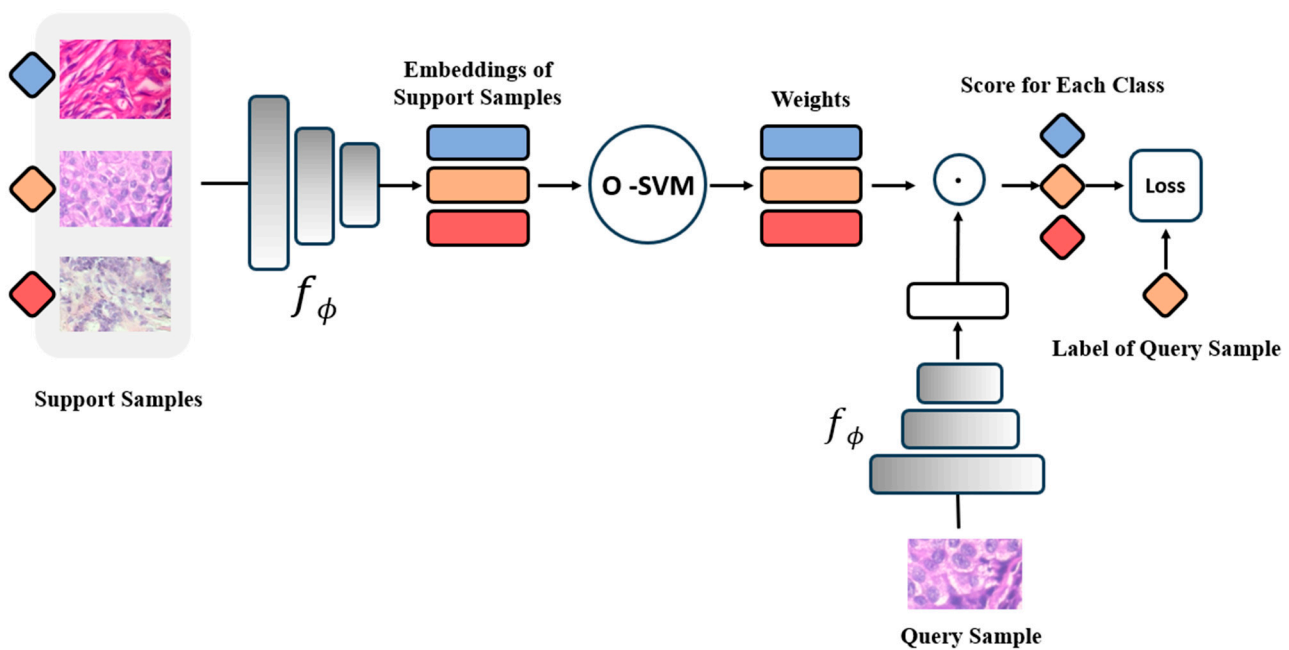 Embeddings of
Support Samples
Weights
Score for Each Class
O -SVM
·
Loss
f ϕ
Label of Query Sample
Support Samples
f ϕ
Query Sample